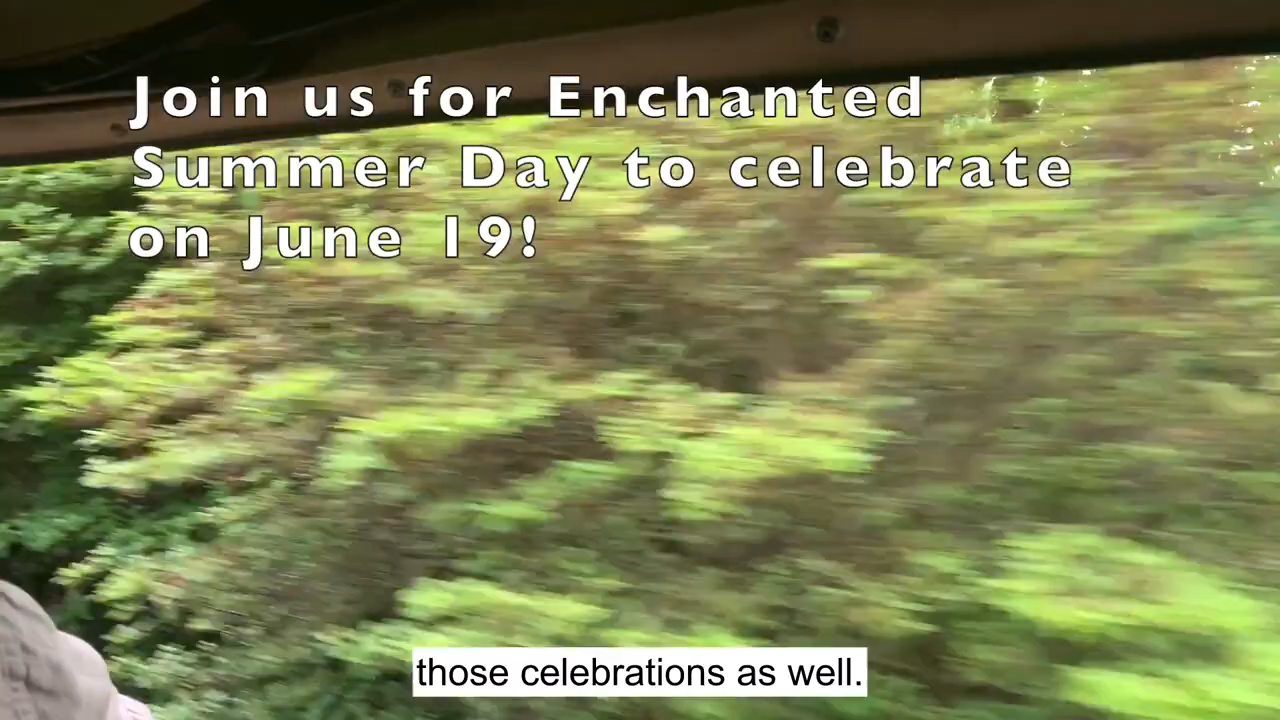 Join us for Enchanted
Summer Day to celebrate
on June 19!
those celebrations as well.